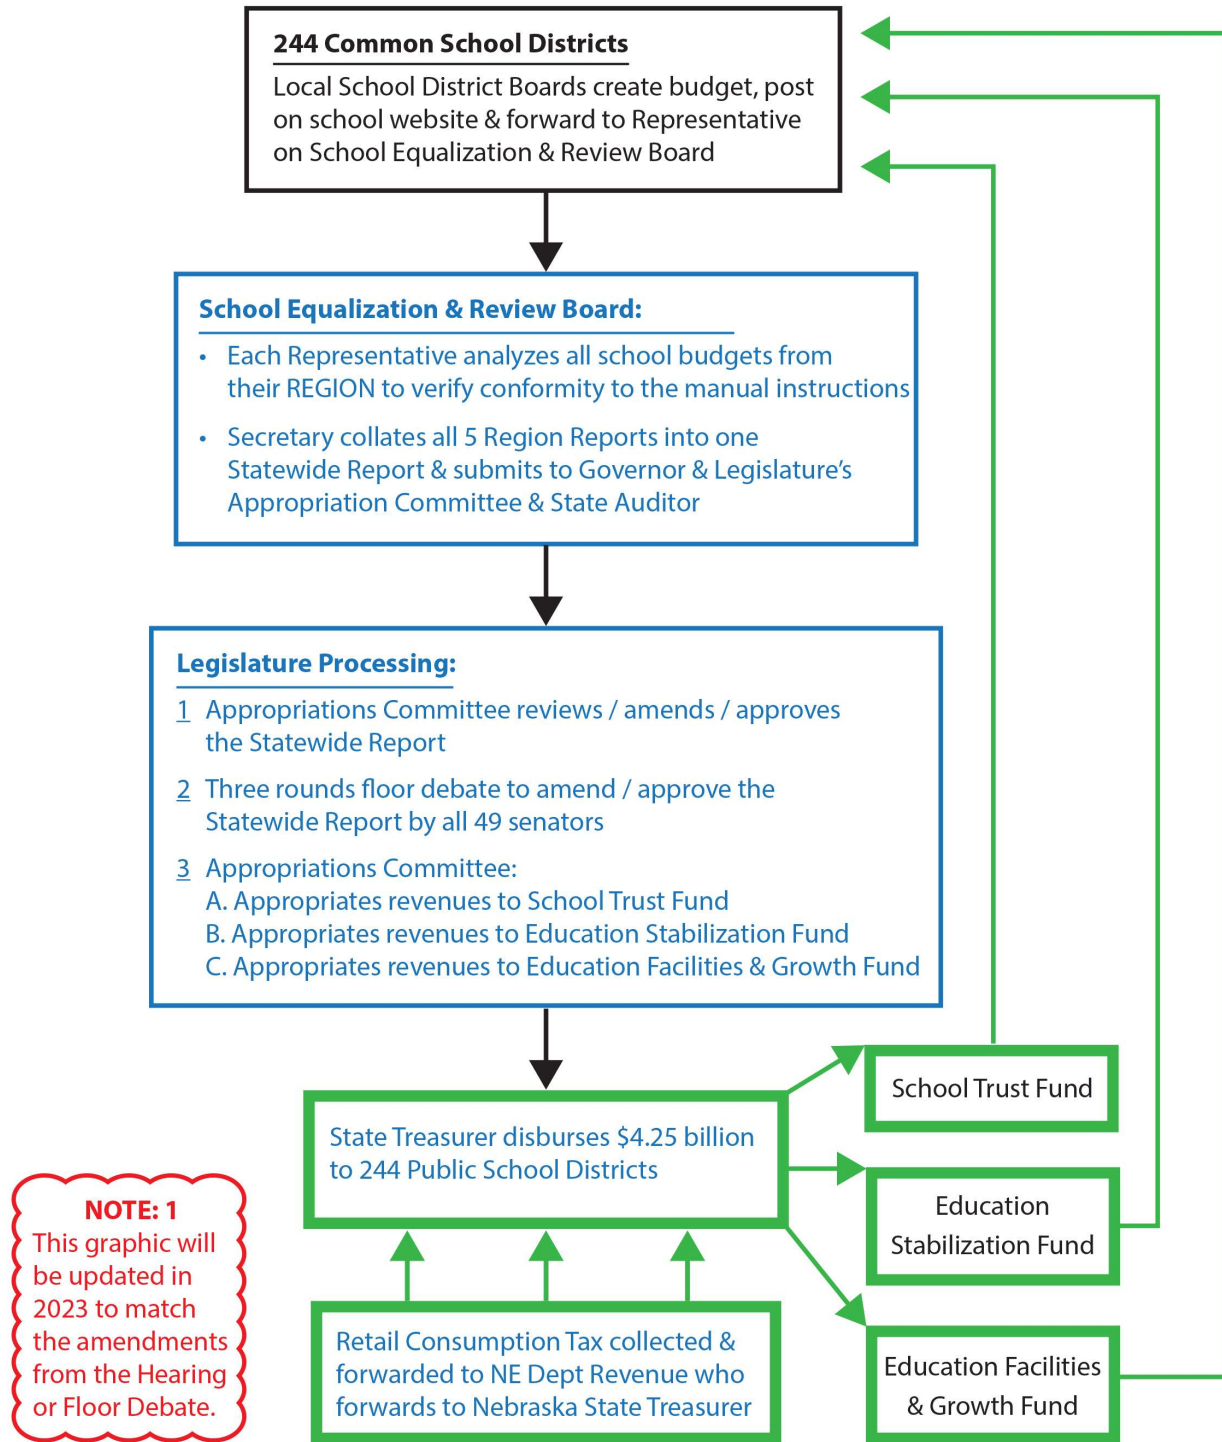 244 Common School Districts
Local School District Boards create budget, post
on school website & forward to Representative
on School Equalization & Review Board
School Equalization & Review Board:
• Each Representative analyzes all school budgets from
their REGION to verify conformity to the manual instructions
• Secretary collates all 5 Region Reports into one
Statewide Report & submits to Governor & Legislature's
Appropriation Committee & State Auditor
Legislature Processing:
1 Appropriations Committee reviews / amends / approves
the Statewide Report
2 Three rounds floor debate to amend / approve the
Statewide Report by all 49 senators
3 Appropriations Committee:
A. Appropriates revenues to School Trust Fund
B. Appropriates revenues to Education Stabilization Fund
C. Appropriates revenues to Education Facilities & Growth Fund
State Treasurer disburses $4.25 billion
to 244 Public School Districts
School Trust Fund
Education
Stabilization Fund
Education Facilities
& Growth Fund
Retail Consumption Tax collected &
forwarded to NE Dept Revenue who
forwards to Nebraska State Treasurer
NOTE: 1
This graphic will
be updated in
2023 to match
the amendments
from the Hearing
or Floor Debate.